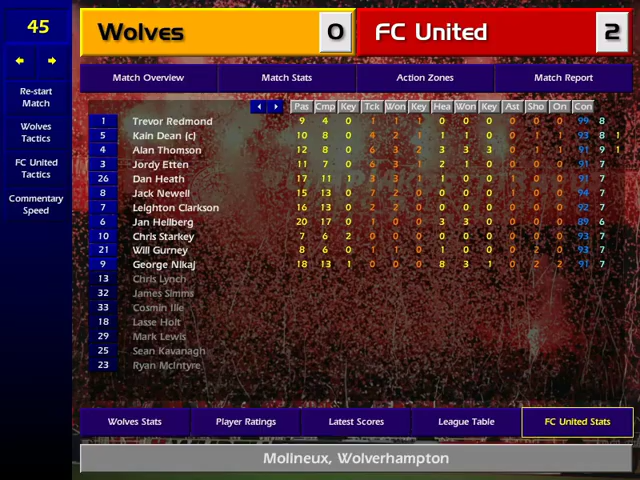 45 Wolves 0 FC United 2
Match Overview Match Stats Action Zones Match Report
Re-start Match
Wolves Tactics
FC United Tactics
Commentary Speed
Pas Cmp Key Tck Won Key Hea Won Key Ast Sho On Con
1 Trevor Redmond 9 4 0 1 1 1 0 0 0 0 0 0 99 8
5 Kain Dean (c) 10 8 0 4 2 1 1 1 0 0 1 1 93 8 1
4 Alan Thomson 12 8 0 6 3 2 3 3 3 0 1 1 91 9 1
3 Jordy Etten 11 7 0 6 3 1 2 1 0 0 0 0 91 7
26 Dan Heath 17 11 1 3 3 1 1 0 0 1 0 0 91 7
8 Jack Newell 15 13 0 7 2 0 0 0 0 1 0 0 94 7
7 Leighton Clarkson 16 13 0 2 2 0 0 0 0 0 0 0 92 7
6 Jan Hellberg 20 17 0 1 0 0 3 3 0 0 0 0 89 6
10 Chris Starkey 7 6 2 0 0 0 0 0 0 0 0 0 93 7
21 Will Gurney 8 6 0 1 1 0 1 0 0 0 2 0 93 7
9 George Nikaj 18 13 1 0 0 0 8 3 1 0 2 2 91 7
13 Chris Lynch
32 James Simms
33 Cosmin Ilie
18 Lasse Holt
29 Mark Lewis
25 Sean Kavanagh
23 Ryan McIntyre
Wolves Stats Player Ratings Latest Scores League Table FC United Stats
Molineux, Wolverhampton